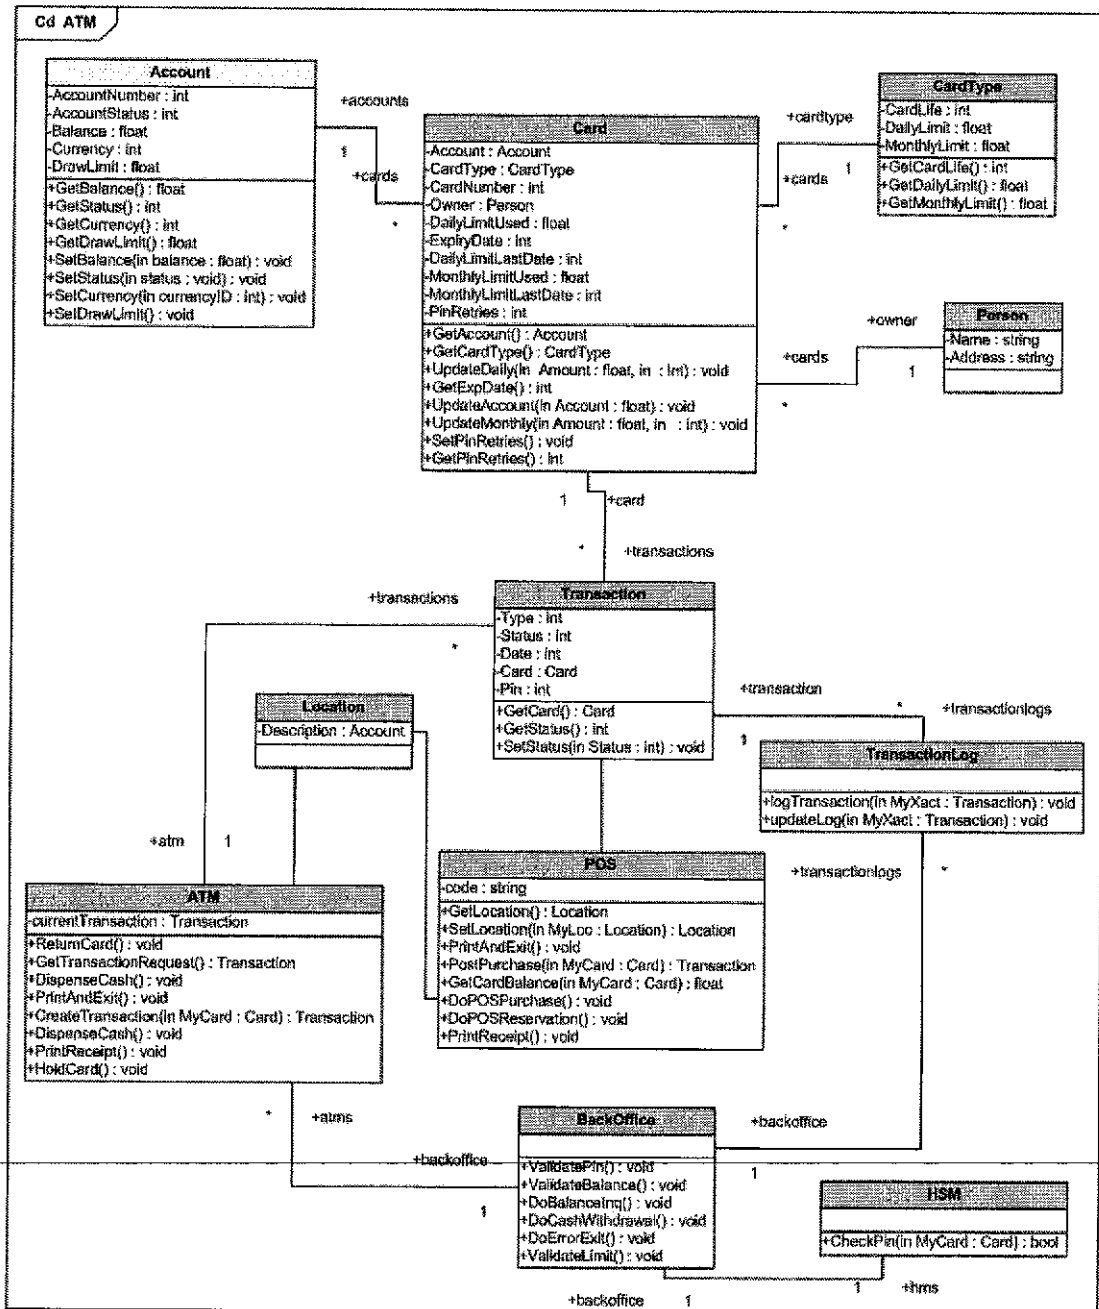 Cd ATM
Account
-AccountNumber : int
-AccountStatus : int
-Balance : float
-Currency : int
-DrawLimit : float
+GetBalance() : float
+GetStatus() : int
+GetCurrency() : int
+GetDrawLimit() : float
+SetBalance(in balance : float) : void
+SetStatus(in status : void) : void
+SetCurrency(in currencyID : int) : void
+SetDrawLimit() : void
+accounts
1
+cards
*
Card
-Account : Account
-CardType : CardType
-CardNumber : int
-Owner : Person
-DailyLimitUsed : float
-ExpiryDate : int
-DailyLimitLastDate : int
-MonthlyLimitUsed : float
-MonthlyLimitLastDate : int
-PinRetries : int
+GetAccount() : Account
+GetCardType() : CardType
+UpdateDaily(in Amount : float, in : int) : void
+GetExpDate() : int
+UpdateAccount(in Account : float) : void
+UpdateMonthly(in Amount : float, in : int) : void
+SetPinRetries() : void
+GetPinRetries() : int
+cardtype
1
+cards
*
CardType
-CardLife : int
-DailyLimit : float
-MonthlyLimit : float
+GetCardLife() : int
+GetDailyLimit() : float
+GetMonthlyLimit() : float
+owner
1
+cards
*
Person
-Name : string
-Address : string
1
+card
*
+transactions
+transactions
*
Transaction
-Type : int
-Status : int
-Date : int
-Card : Card
-Pin : int
+GetCard() : Card
+GetStatus() : int
+SetStatus(in Status : int) : void
+transaction
1
*
+transactionlogs
Location
-Description : Account
TransactionLog
+logTransaction(in MyXact : Transaction) : void
+updateLog(in MyXact : Transaction) : void
+atm
1
+transactionlogs
*
ATM
-currentTransaction : Transaction
+ReturnCard() : void
+GetTransactionRequest() : Transaction
+DispenseCash() : void
+PrintAndExit() : void
+CreateTransaction(in MyCard : Card) : Transaction
+DispenseCash() : void
+PrintReceipt() : void
+HoldCard() : void
POS
-code : string
+GetLocation() : Location
+SetLocation(in MyLoc : Location) : Location
+PrintAndExit() : void
+PostPurchase(in MyCard : Card) : Transaction
+GetCardBalance(in MyCard : Card) : float
+DoPOSPurchase() : void
+DoPOSReservation() : void
+PrintReceipt() : void
*
+atms
+backoffice
1
BackOffice
+ValidatePin() : void
+ValidateBalance() : void
+DoBalanceInq() : void
+DoCashWithdrawal() : void
+DoErrorExit() : void
+ValidateLimit() : void
+backoffice
1
HSM
+CheckPin(in MyCard : Card) : bool
+backoffice
1
1
+hms